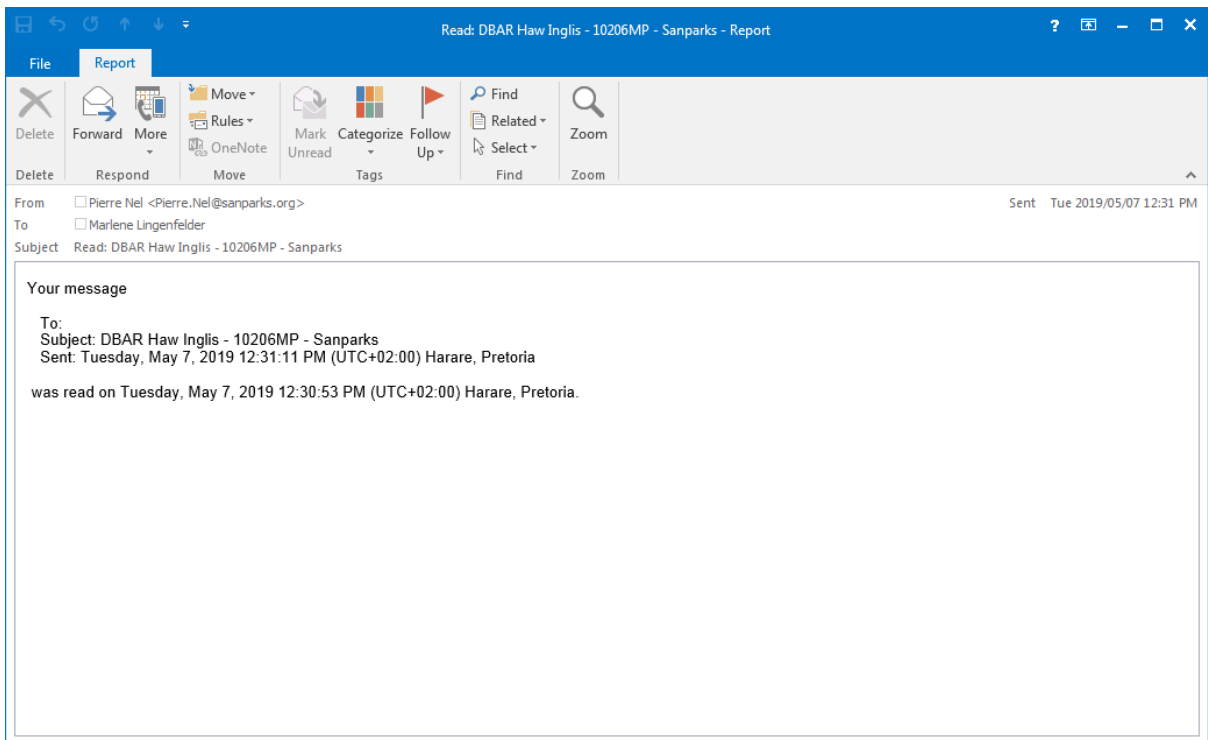 Read: DBAR Haw Inglis - 10206MP - Sanparks - Report
?
File Report
Delete Forward More
Move
Rules
OneNote
Mark Unread Categorize Follow Up
Find
Related
Select
Zoom
Delete Respond Move Tags Find Zoom
From Pierre Nel <Pierre.Nel@sanparks.org> Sent Tue 2019/05/07 12:31 PM
To Marlene Lingenfelder
Subject Read: DBAR Haw Inglis - 10206MP - Sanparks
Your message
To:
Subject: DBAR Haw Inglis - 10206MP - Sanparks
Sent: Tuesday, May 7, 2019 12:31:11 PM (UTC+02:00) Harare, Pretoria
was read on Tuesday, May 7, 2019 12:30:53 PM (UTC+02:00) Harare, Pretoria.